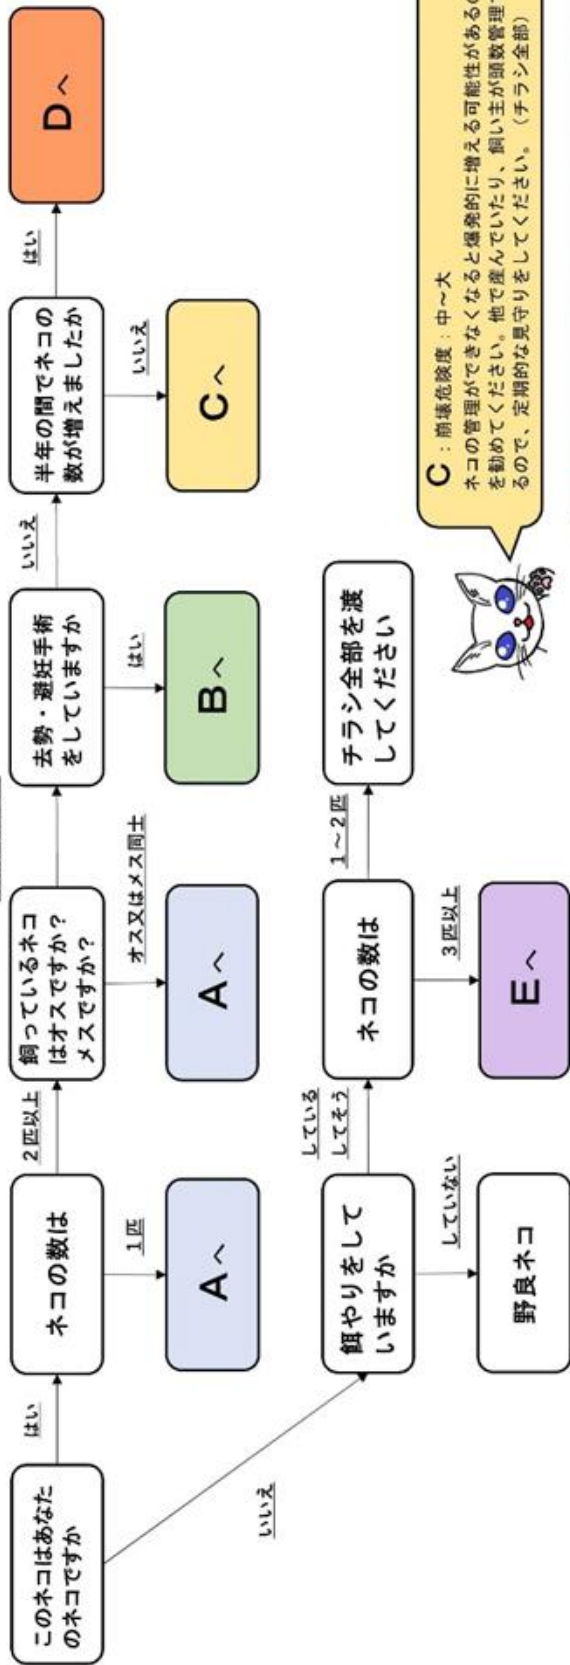 このネコはあなた
のネコですか
はい
いいえ
ネコの数は
1匹
Aへ
2匹以上
飼っているネコ
はオスですか？
メスですか？
オス又はメス同士
Aへ
去勢・避妊手術
をしていますか
はい
Bへ
いいえ
半年の間でネコの
数が増えましたか
いいえ
Cへ
はい
Dへ
餌やりをして
いますか
していない
野良ネコ
している
してそう
ネコの数は
3匹以上
Eへ
1～2匹
チラシ全部を渡
してください
C：崩壊危険度：中～大
ネコの管理ができなくなると爆発的に増える可能性がある
を勧めてください。他で産んでいたり、飼い主が頭数管理
るので、定期的な見守りをしてください。（チラシ全部）